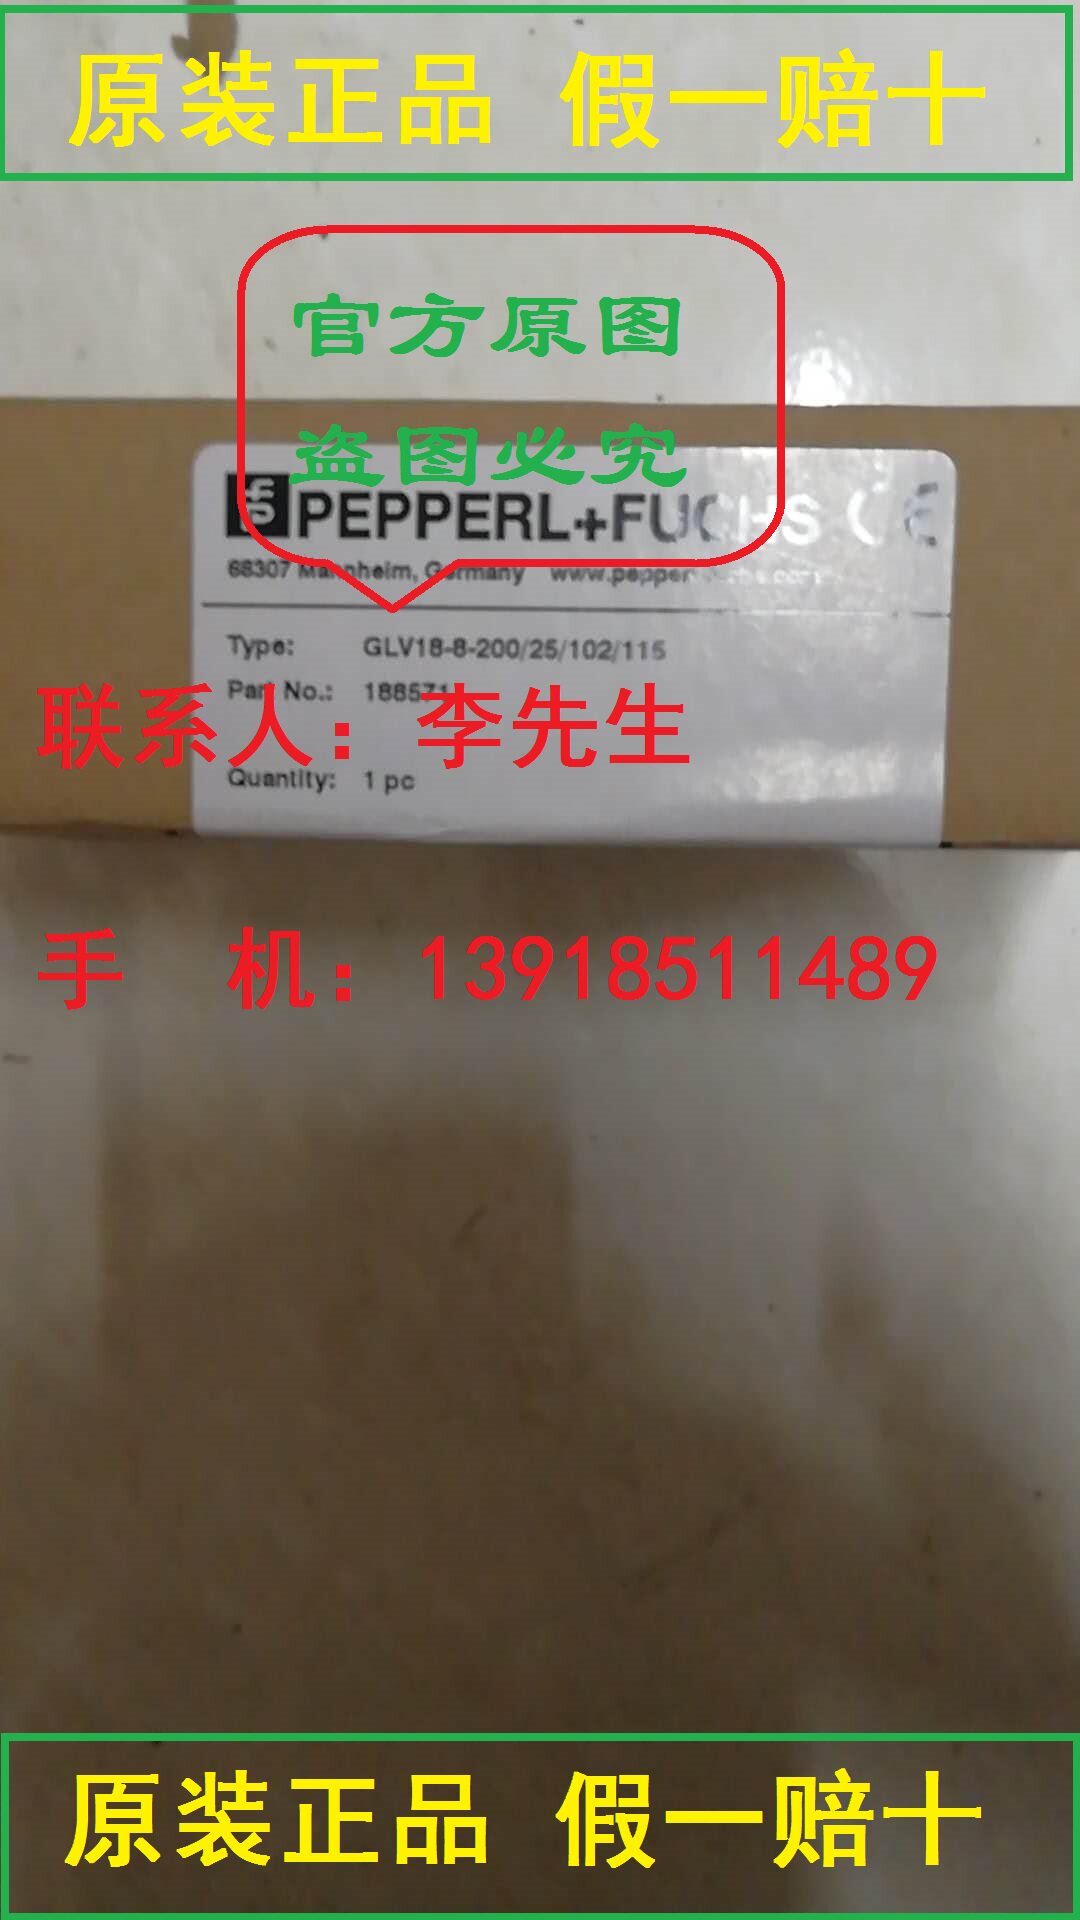 原装正品 假一赔十
官方原图
盗图必究
PEPPERL+FUCHS CE
68307 Mannheim, Germany www.pepperl-fuchs.com
Type: GLV18-8-200/25/102/115
Part No.: 188571
联系人：李先生
Quantity: 1 pc
手 机：13918511489
原装正品 假一赔十